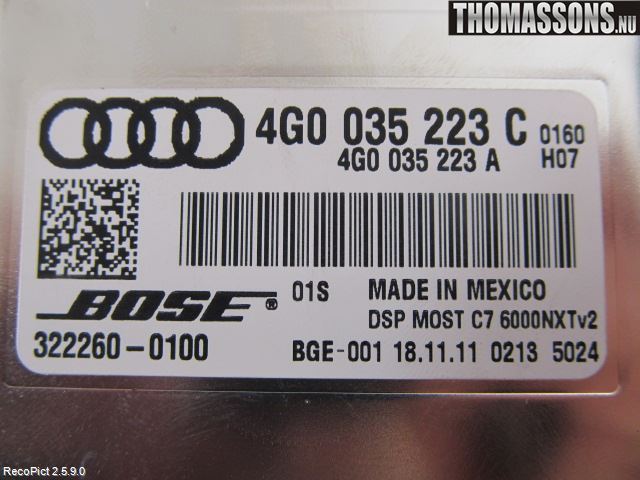 THOMASSONS.NU
4G0 035 223 C 0160
4G0 035 223 A H07
BOSE® 01S MADE IN MEXICO
DSP MOST C7 6000NXTv2
322260-0100 BGE-001 18.11.11 0213 5024
RecoPict 2.5.9.0